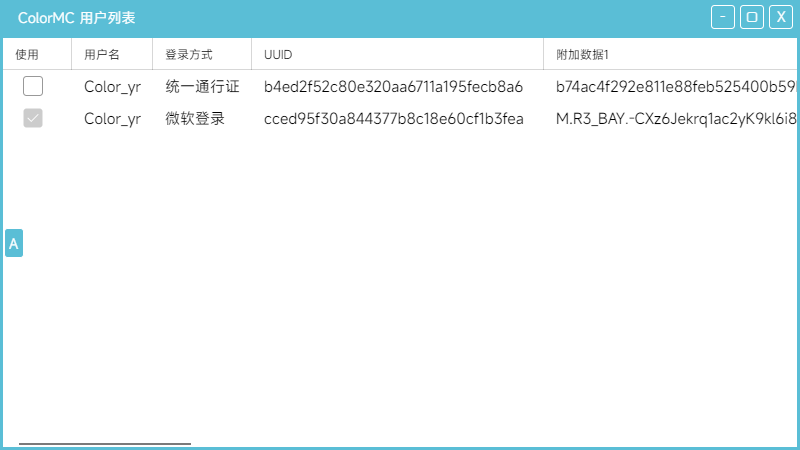 ColorMC 用户列表
使用 用户名 登录方式 UUID 附加数据1
Color_yr 统一通行证 b4ed2f52c80e320aa6711a195fecb8a6 b74ac4f292e811e88feb525400b59
Color_yr 微软登录 cced95f30a844377b8c18e60cf1b3fea M.R3_BAY.-CXz6Jekrq1ac2yK9kl6i8
A